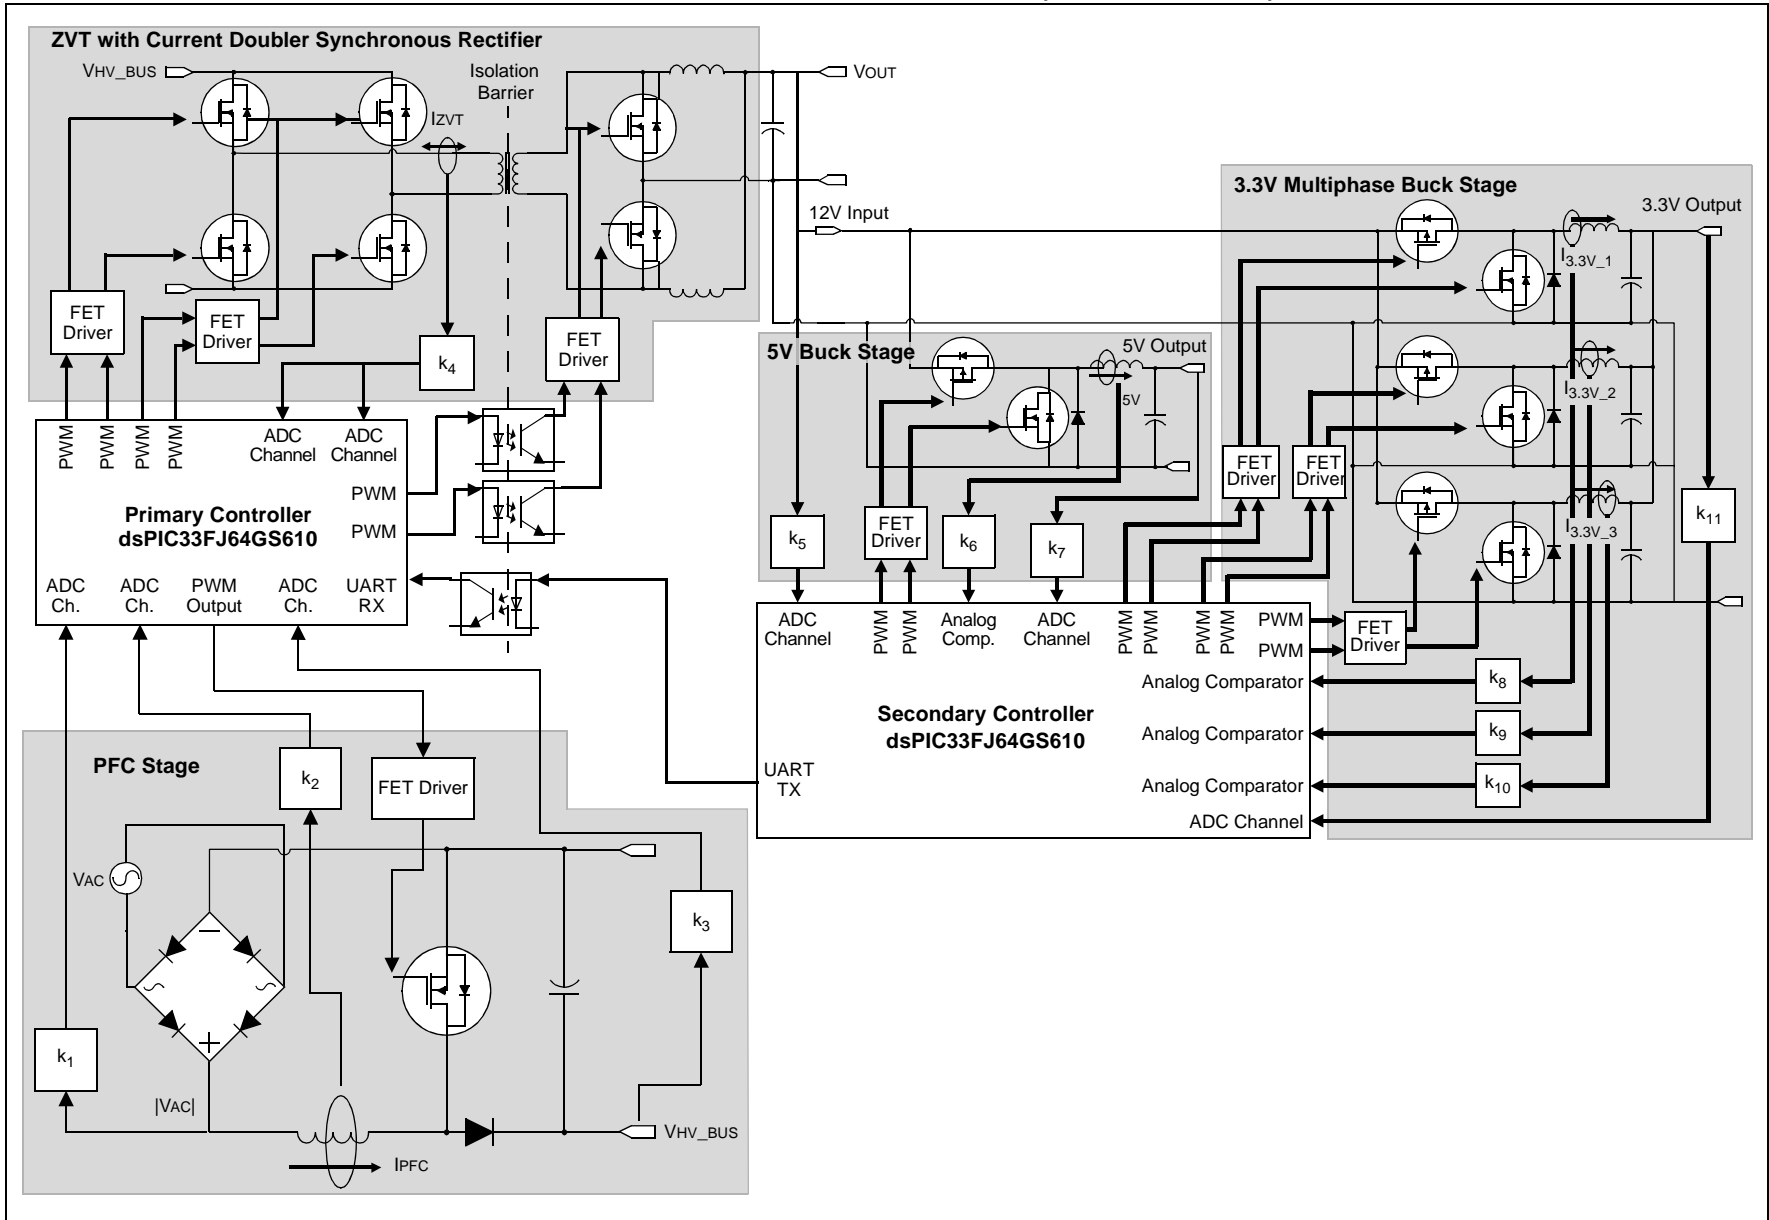 ZVT with Current Doubler Synchronous Rectifier
VHV_BUS
Isolation
Barrier
IZVT
VOUT
FET
Driver
FET
Driver
k4
FET
Driver
12V Input
3.3V Multiphase Buck Stage
3.3V Output
I3.3V_1
I3.3V_2
I3.3V_3
5V Buck Stage
5V Output
5V
FET
Driver
FET
Driver
k11
PWM
PWM
PWM
PWM
ADC
Channel
ADC
Channel
PWM
PWM
Primary Controller
dsPIC33FJ64GS610
ADC
Ch.
ADC
Ch.
PWM
Output
ADC
Ch.
UART
RX
k5
FET
Driver
k6
k7
ADC
Channel
PWM
PWM
Analog
Comp.
ADC
Channel
PWM
PWM
PWM
PWM
PWM
PWM
FET
Driver
Analog Comparator
k8
Secondary Controller
dsPIC33FJ64GS610
Analog Comparator
k9
UART
TX
Analog Comparator
k10
ADC Channel
PFC Stage
k2
FET Driver
VAC
k3
k1
|VAC|
VHV_BUS
IPFC